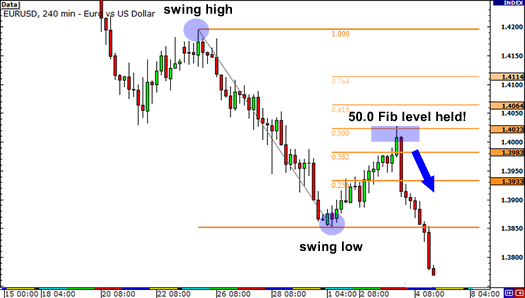 Data
INDEX
EURUSD, 240 min - Euro vs US Dollar
swing high
1.4200
1.000
1.4150
0.764
1.4114
1.4100
0.618
1.4064
50.0 Fib level held!
1.4023
0.500
1.4000
0.382
1.3983
1.3950
1.3933
1.3900
1.3850
swing low
1.3800
15 00:00 18 04:00 20 08:00 22 08:00 26 08:00 28 08:00 1 04:00 2 08:00 4 08:00 8 04:00